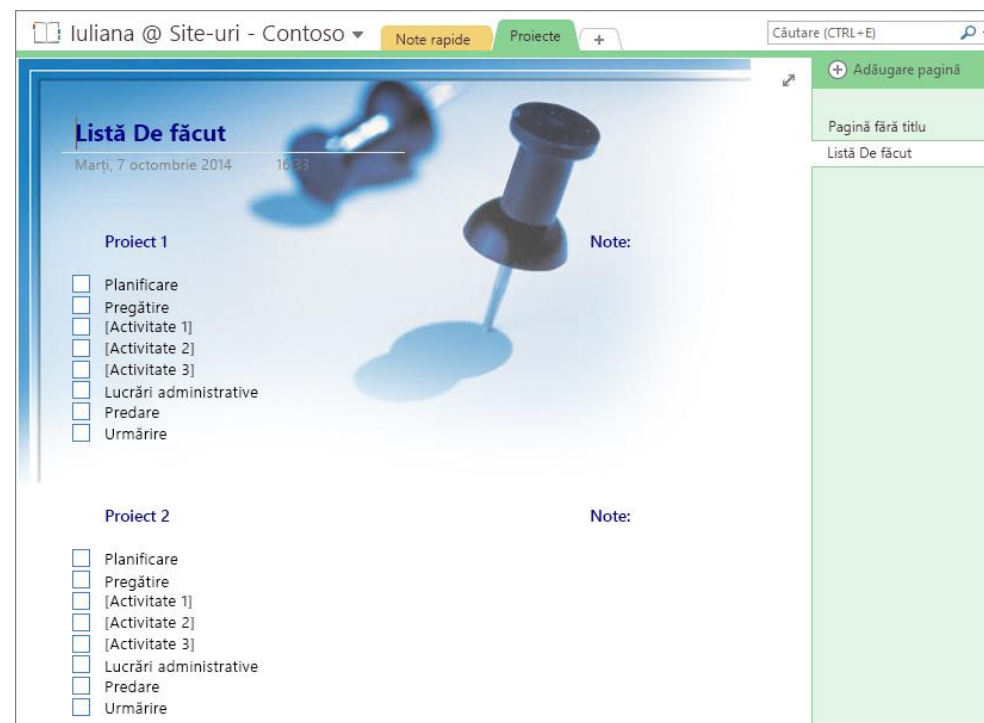 Iuliana @ Site-uri - Contoso
Note rapide
Proiecte
+
Căutare (CTRL+E)
Adăugare pagină
Pagină fără titlu
Listă De făcut
Listă De făcut
Marți, 7 octombrie 2014 16:33
Proiect 1 Note:
Planificare
Pregătire
[Activitate 1]
[Activitate 2]
[Activitate 3]
Lucrări administrative
Predare
Urmărire
Proiect 2 Note:
Planificare
Pregătire
[Activitate 1]
[Activitate 2]
[Activitate 3]
Lucrări administrative
Predare
Urmărire